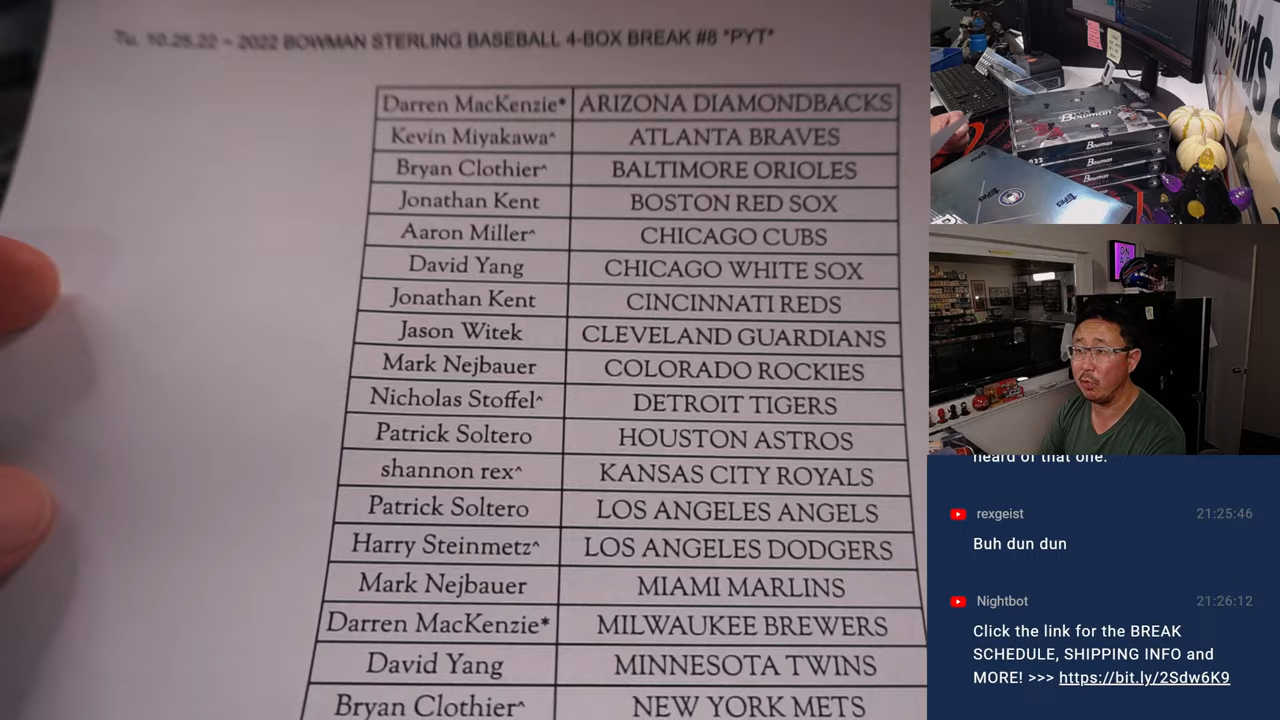 Tu. 10.25.22 - 2022 BOWMAN STERLING BASEBALL 4-BOX BREAK #8 *PYT*
Darren MacKenzie* ARIZONA DIAMONDBACKS
Kevin Miyakawa^ ATLANTA BRAVES
Bryan Clothier^ BALTIMORE ORIOLES
Jonathan Kent BOSTON RED SOX
Aaron Miller^ CHICAGO CUBS
David Yang CHICAGO WHITE SOX
Jonathan Kent CINCINNATI REDS
Jason Witek CLEVELAND GUARDIANS
Mark Nejbauer COLORADO ROCKIES
Nicholas Stoffel^ DETROIT TIGERS
Patrick Soltero HOUSTON ASTROS
shannon rex^ KANSAS CITY ROYALS
Patrick Soltero LOS ANGELES ANGELS
Harry Steinmetz^ LOS ANGELES DODGERS
Mark Nejbauer MIAMI MARLINS
Darren MacKenzie* MILWAUKEE BREWERS
David Yang MINNESOTA TWINS
Bryan Clothier^ NEW YORK METS
Bowman
Bowman
Bowman
Bowman
Topps
heard of that one.
rexgeist 21:25:46
Buh dun dun
Nightbot 21:26:12
Click the link for the BREAK
SCHEDULE, SHIPPING INFO and
MORE! >>> https://bit.ly/2Sdw6K9